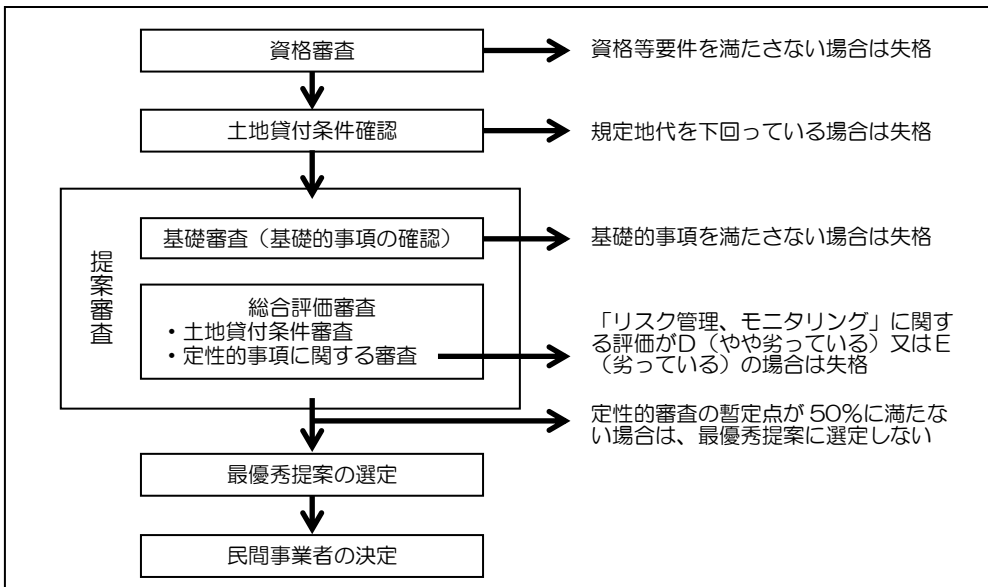 資格審査
資格等要件を満たさない場合は失格
土地貸付条件確認
規定地代を下回っている場合は失格
提案審査
基礎審査（基礎的事項の確認）
基礎的事項を満たさない場合は失格
総合評価審査
・土地貸付条件審査
・定性的事項に関する審査
「リスク管理、モニタリング」に関す
る評価がD（やや劣っている）又はE
（劣っている）の場合は失格
定性的審査の暫定点が 50%に満たな
い場合は、最優秀提案に選定しない
最優秀提案の選定
民間事業者の決定